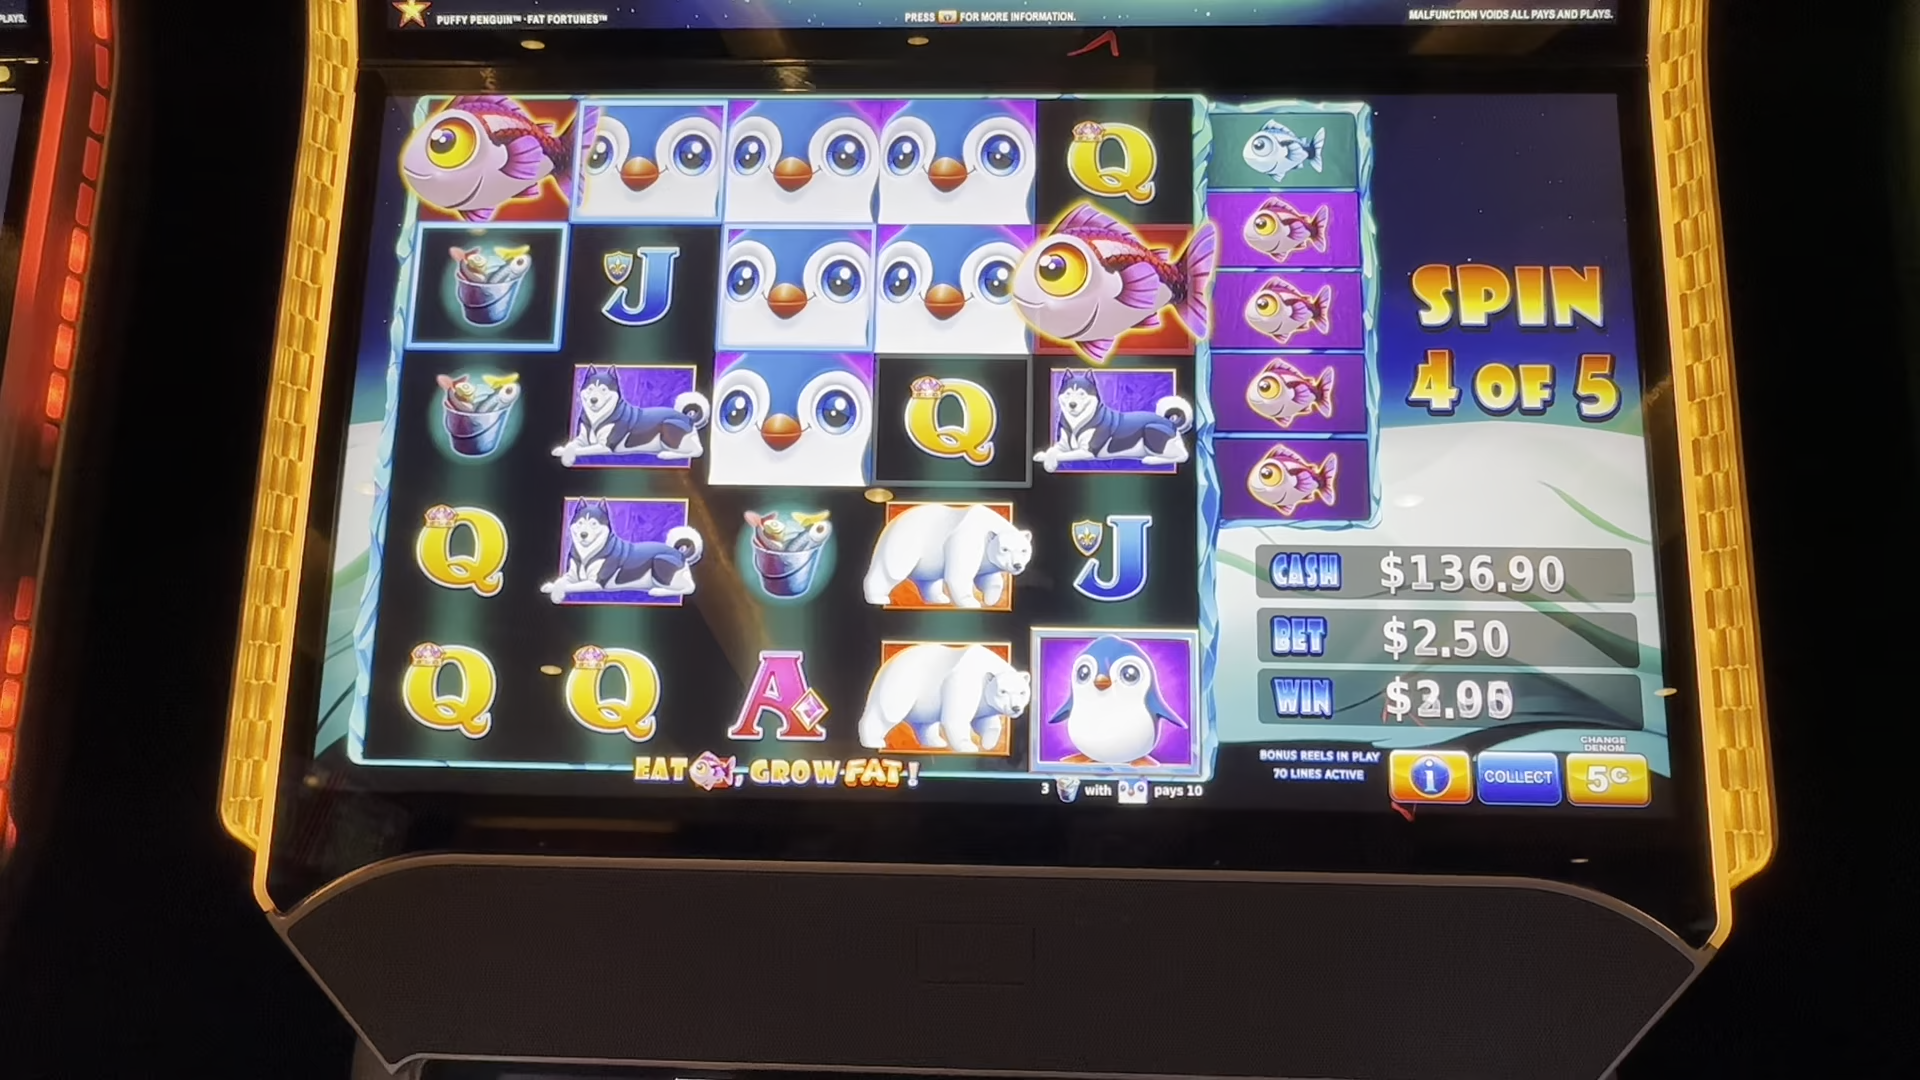 PLAYS.
PUFFY PENGUIN™ · FAT FORTUNES™
PRESS i FOR MORE INFORMATION.
MALFUNCTION VOIDS ALL PAYS AND PLAYS.
Q
J
Q
Q
J
Q
Q
A
SPIN
4 OF 5
CASH $136.90
BET $2.50
WIN
EAT, GROW FAT!
3 with pays 10
BONUS REELS IN PLAY
70 LINES ACTIVE
i
COLLECT
CHANGE
DENOM
5¢